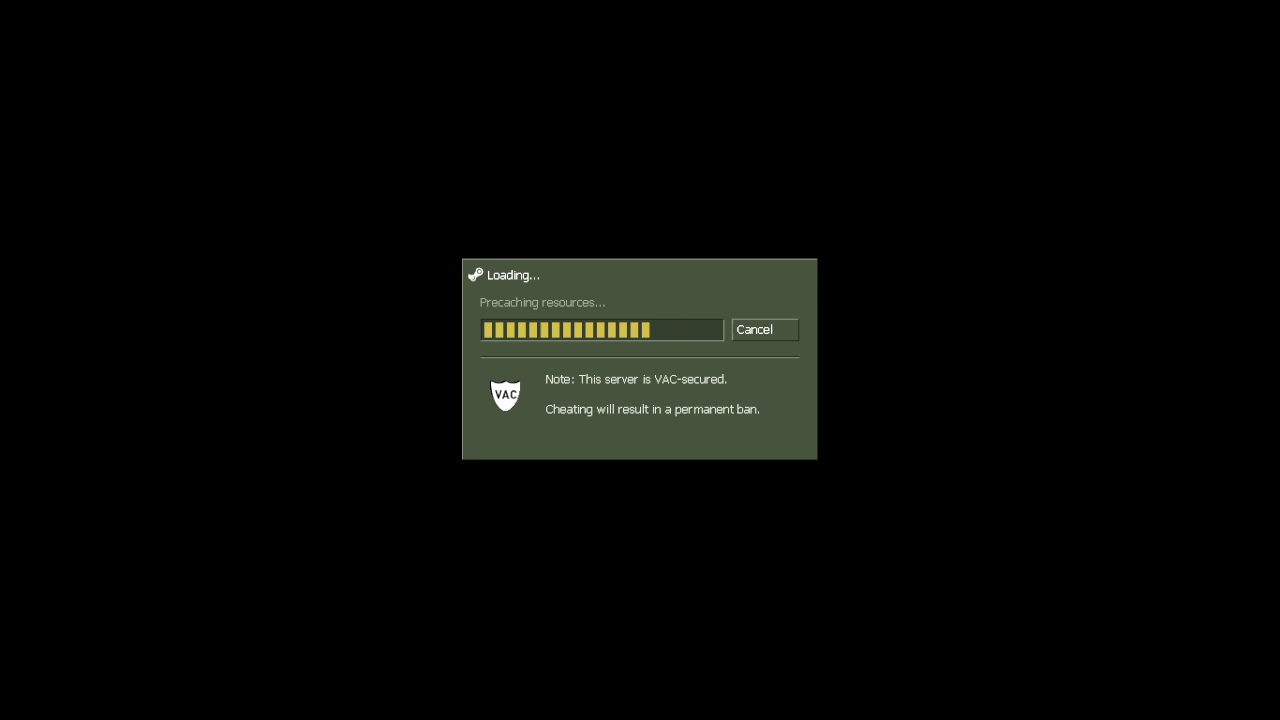 Loading...
Precaching resources...
Cancel
VAC
Note: This server is VAC-secured.
Cheating will result in a permanent ban.